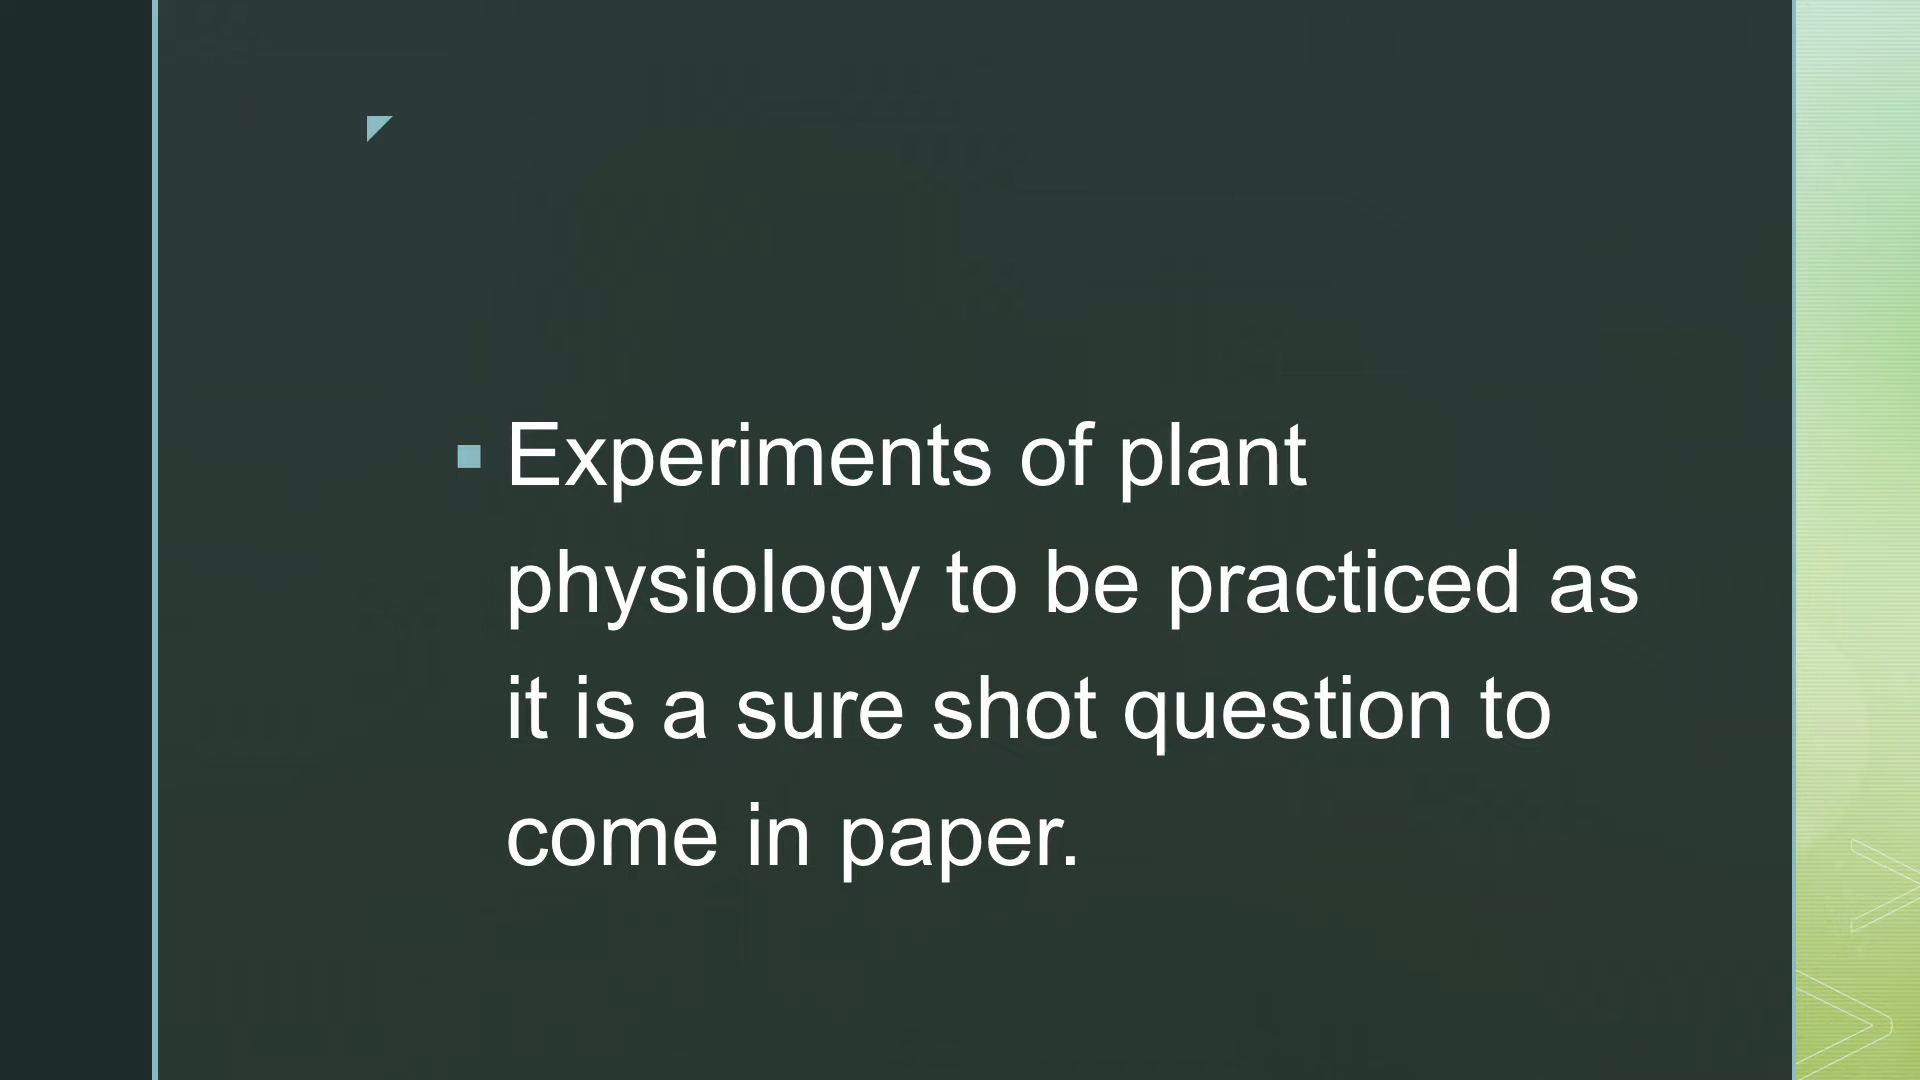 Experiments of plant
physiology to be practiced as
it is a sure shot question to
come in paper.